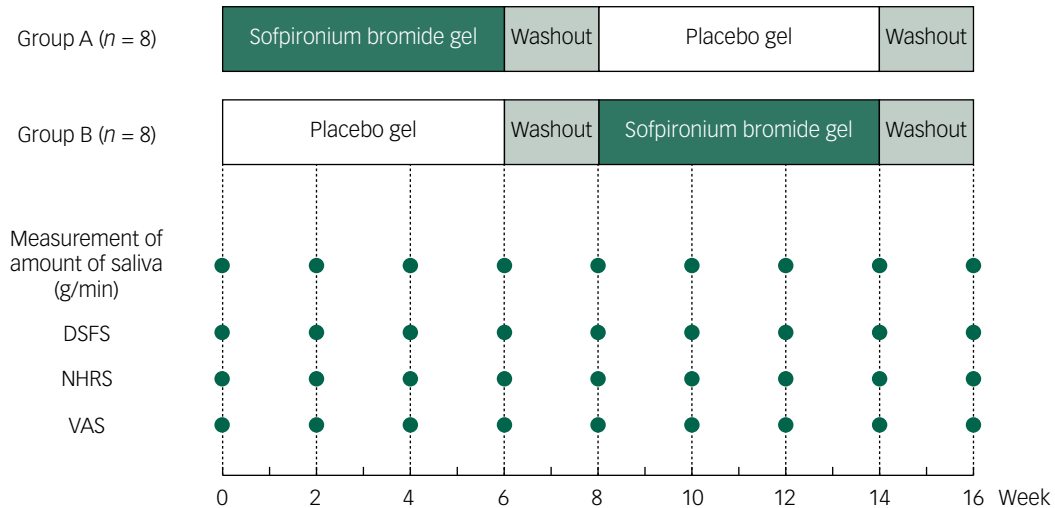 Group A (n = 8)
Sofpironium bromide gel
Washout
Placebo gel
Washout
Group B (n = 8)
Placebo gel
Washout
Sofpironium bromide gel
Washout
Measurement of
amount of saliva
(g/min)
DSFS
NHRS
VAS
0 2 4 6 8 10 12 14 16 Week